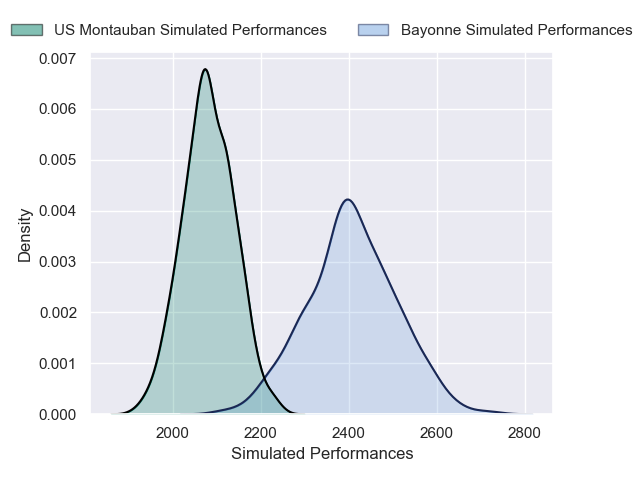 US Montauban Simulated Performances Bayonne Simulated Performances
0.007
0.006
0.005
0.004
0.003
0.002
0.001
0.000
Density
2000 2200 2400 2600 2800
Simulated Performances